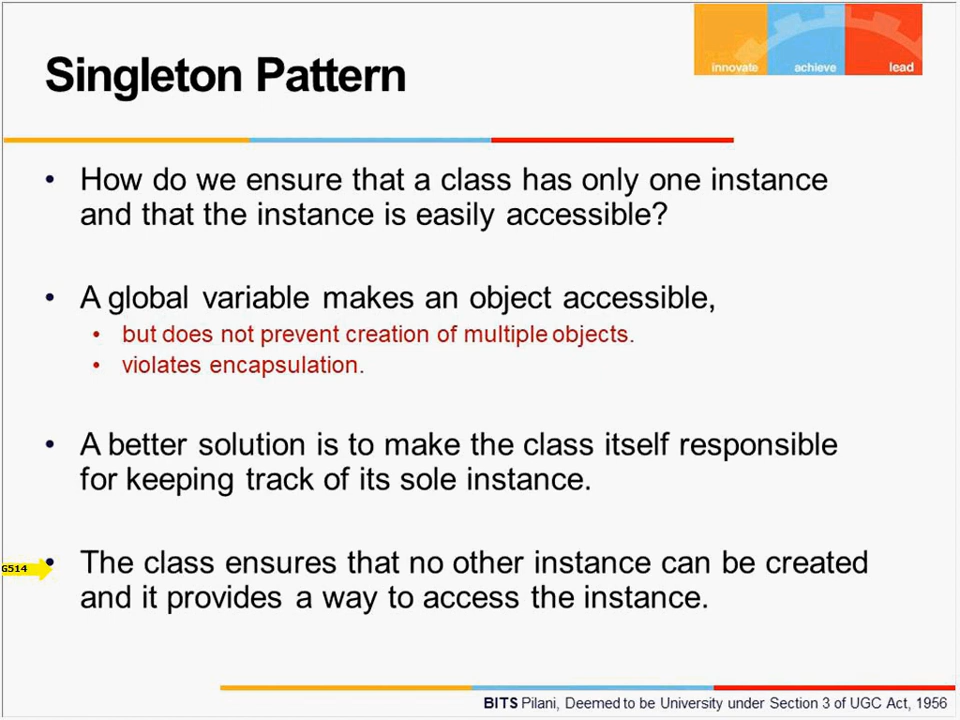 innovate achieve lead
Singleton Pattern
• How do we ensure that a class has only one instance
and that the instance is easily accessible?
• A global variable makes an object accessible,
• but does not prevent creation of multiple objects.
• violates encapsulation.
• A better solution is to make the class itself responsible
for keeping track of its sole instance.
G514
• The class ensures that no other instance can be created
and it provides a way to access the instance.
BITS Pilani, Deemed to be University under Section 3 of UGC Act, 1956